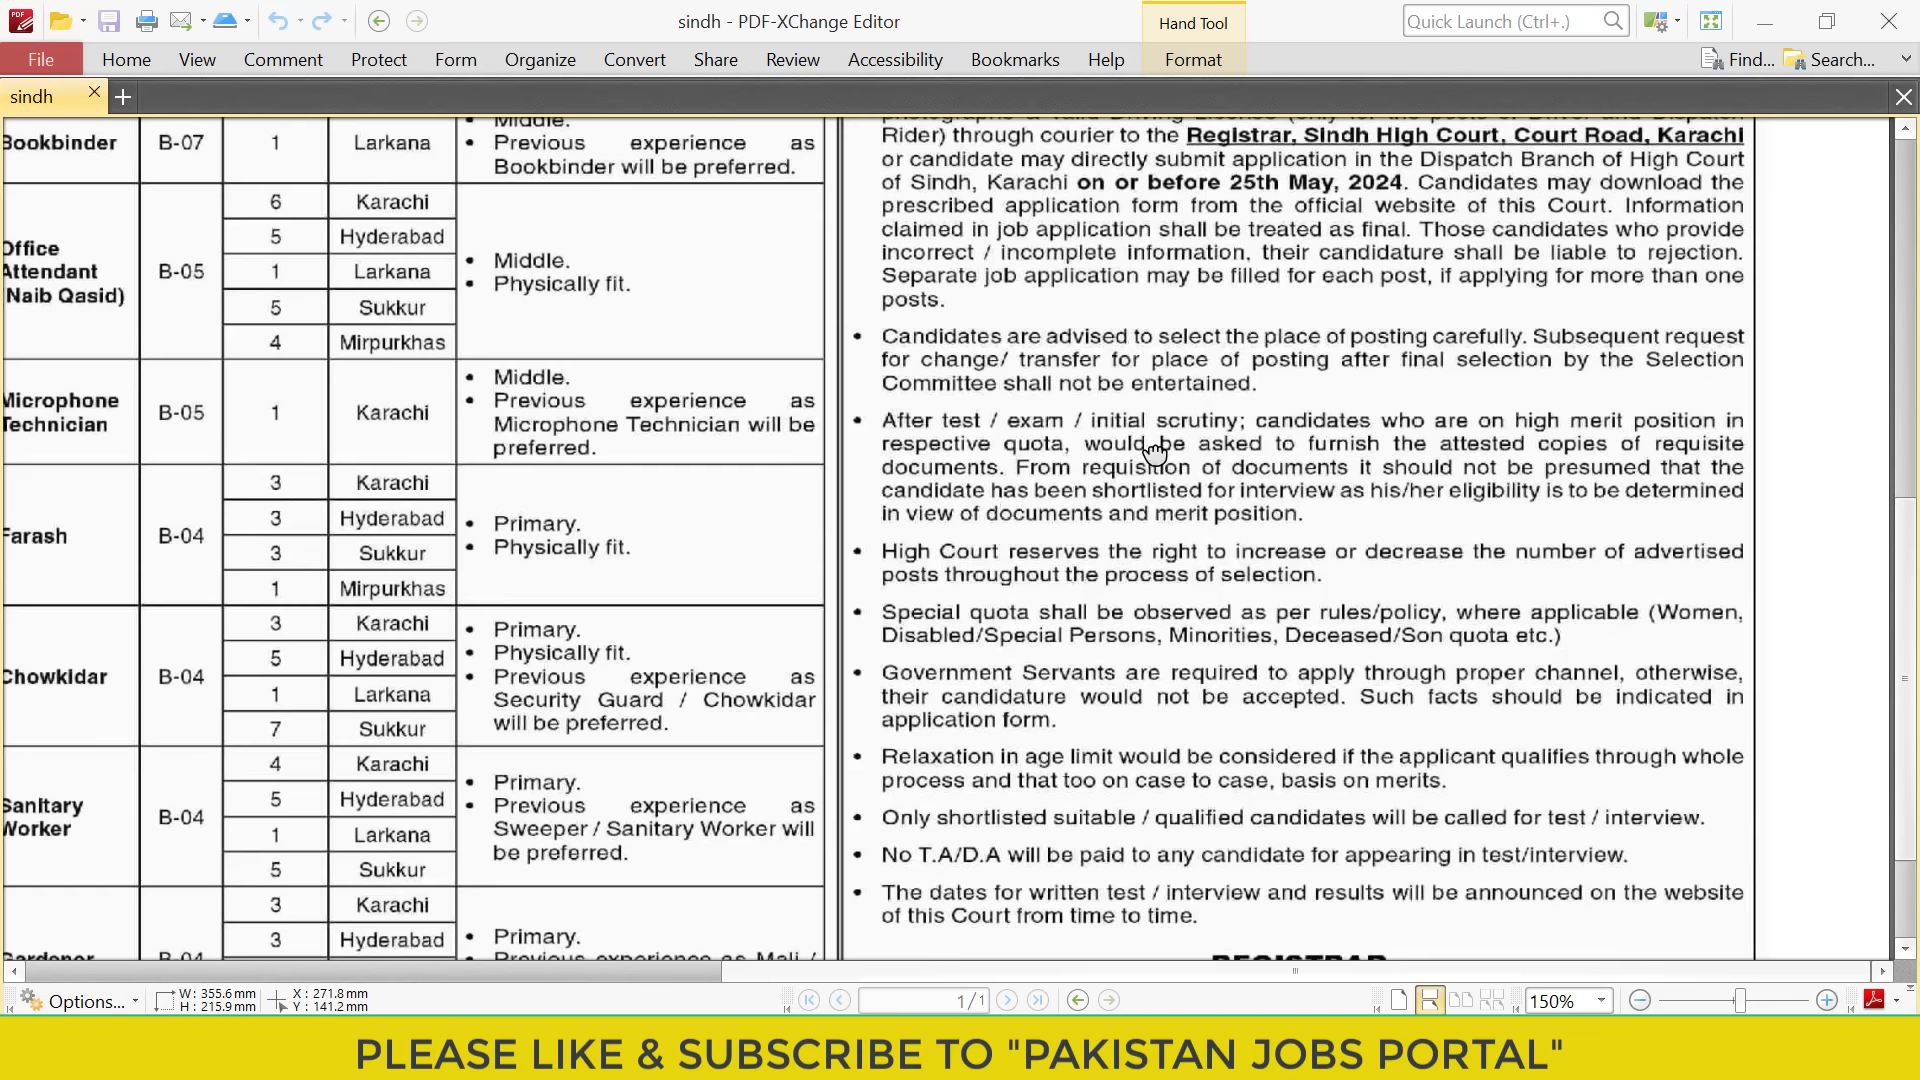 sindh - PDF-XChange Editor
Hand Tool
Quick Launch (Ctrl+.)
File Home View Comment Protect Form Organize Convert Share Review Accessibility Bookmarks Help Format Find... Search...
sindh
Bookbinder B-07 1 Larkana
Middle.
• Previous experience as
Bookbinder will be preferred.
Office
Attendant
(Naib Qasid)
B-05
6 Karachi
5 Hyderabad
1 Larkana
5 Sukkur
4 Mirpurkhas
• Middle.
• Physically fit.
Microphone
Technician
B-05
1 Karachi
• Middle.
• Previous experience as
Microphone Technician will be
preferred.
Farash
B-04
3 Karachi
3 Hyderabad
3 Sukkur
1 Mirpurkhas
• Primary.
• Physically fit.
Chowkidar
B-04
3 Karachi
5 Hyderabad
1 Larkana
7 Sukkur
• Primary.
• Physically fit.
• Previous experience as
Security Guard / Chowkidar
will be preferred.
Sanitary
Worker
B-04
4 Karachi
5 Hyderabad
1 Larkana
5 Sukkur
• Primary.
• Previous experience as
Sweeper / Sanitary Worker will
be preferred.
Gardener
B-04
3 Karachi
3 Hyderabad
• Primary.
Previous experience as Mali /
photographs a valid Driving License (only for the posts of Driver and Dispatch
Rider) through courier to the Registrar, Sindh High Court, Court Road, Karachi
or candidate may directly submit application in the Dispatch Branch of High Court
of Sindh, Karachi on or before 25th May, 2024. Candidates may download the
prescribed application form from the official website of this Court. Information
claimed in job application shall be treated as final. Those candidates who provide
incorrect / incomplete information, their candidature shall be liable to rejection.
Separate job application may be filled for each post, if applying for more than one
posts.
• Candidates are advised to select the place of posting carefully. Subsequent request
for change/ transfer for place of posting after final selection by the Selection
Committee shall not be entertained.
• After test / exam / initial scrutiny; candidates who are on high merit position in
respective quota, would be asked to furnish the attested copies of requisite
documents. From requisition of documents it should not be presumed that the
candidate has been shortlisted for interview as his/her eligibility is to be determined
in view of documents and merit position.
• High Court reserves the right to increase or decrease the number of advertised
posts throughout the process of selection.
• Special quota shall be observed as per rules/policy, where applicable (Women,
Disabled/Special Persons, Minorities, Deceased/Son quota etc.)
• Government Servants are required to apply through proper channel, otherwise,
their candidature would not be accepted. Such facts should be indicated in
application form.
• Relaxation in age limit would be considered if the applicant qualifies through whole
process and that too on case to case, basis on merits.
• Only shortlisted suitable / qualified candidates will be called for test / interview.
• No T.A/D.A will be paid to any candidate for appearing in test/interview.
• The dates for written test / interview and results will be announced on the website
of this Court from time to time.
REGISTRAR
Options... W: 355.6 mm X : 271.8 mm 1 / 1 150%
H : 215.9 mm Y : 141.2 mm
PLEASE LIKE & SUBSCRIBE TO "PAKISTAN JOBS PORTAL"